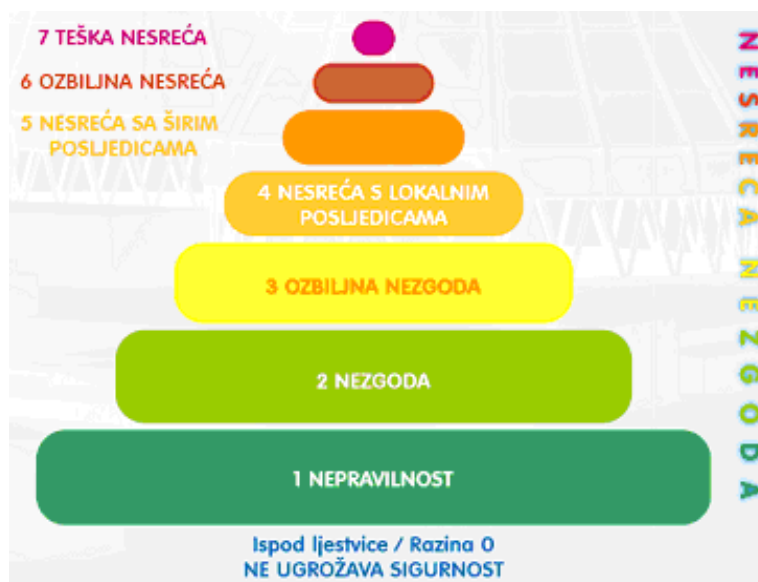 7 TEŠKA NESREĆA
6 OZBILJNA NESREĆA
5 NESREĆA SA ŠIRIM
POSLJEDICAMA
4 NESREĆA S LOKALNIM
POSLJEDICAMA
3 OZBILJNA NEZGODA
2 NEZGODA
1 NEPRAVILNOST
Ispod ljestvice / Razina 0
NE UGROŽAVA SIGURNOST
NESREĆA NEZGODA